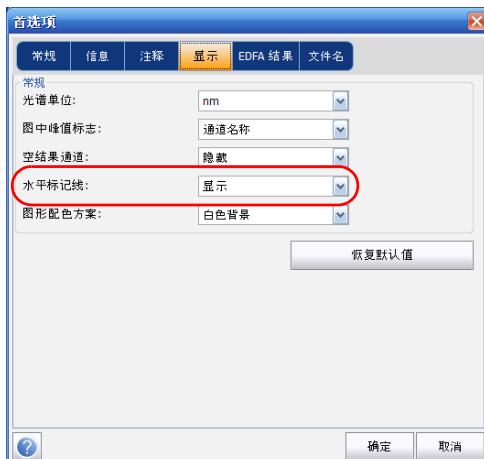 首选项
常规 信息 注释 显示 EDFA 结果 文件名
常规
光谱单位: nm
图中峰值标志: 通道名称
空结果通道: 隐藏
水平标记线: 显示
图形配色方案: 白色背景
恢复默认值
? 确定 取消